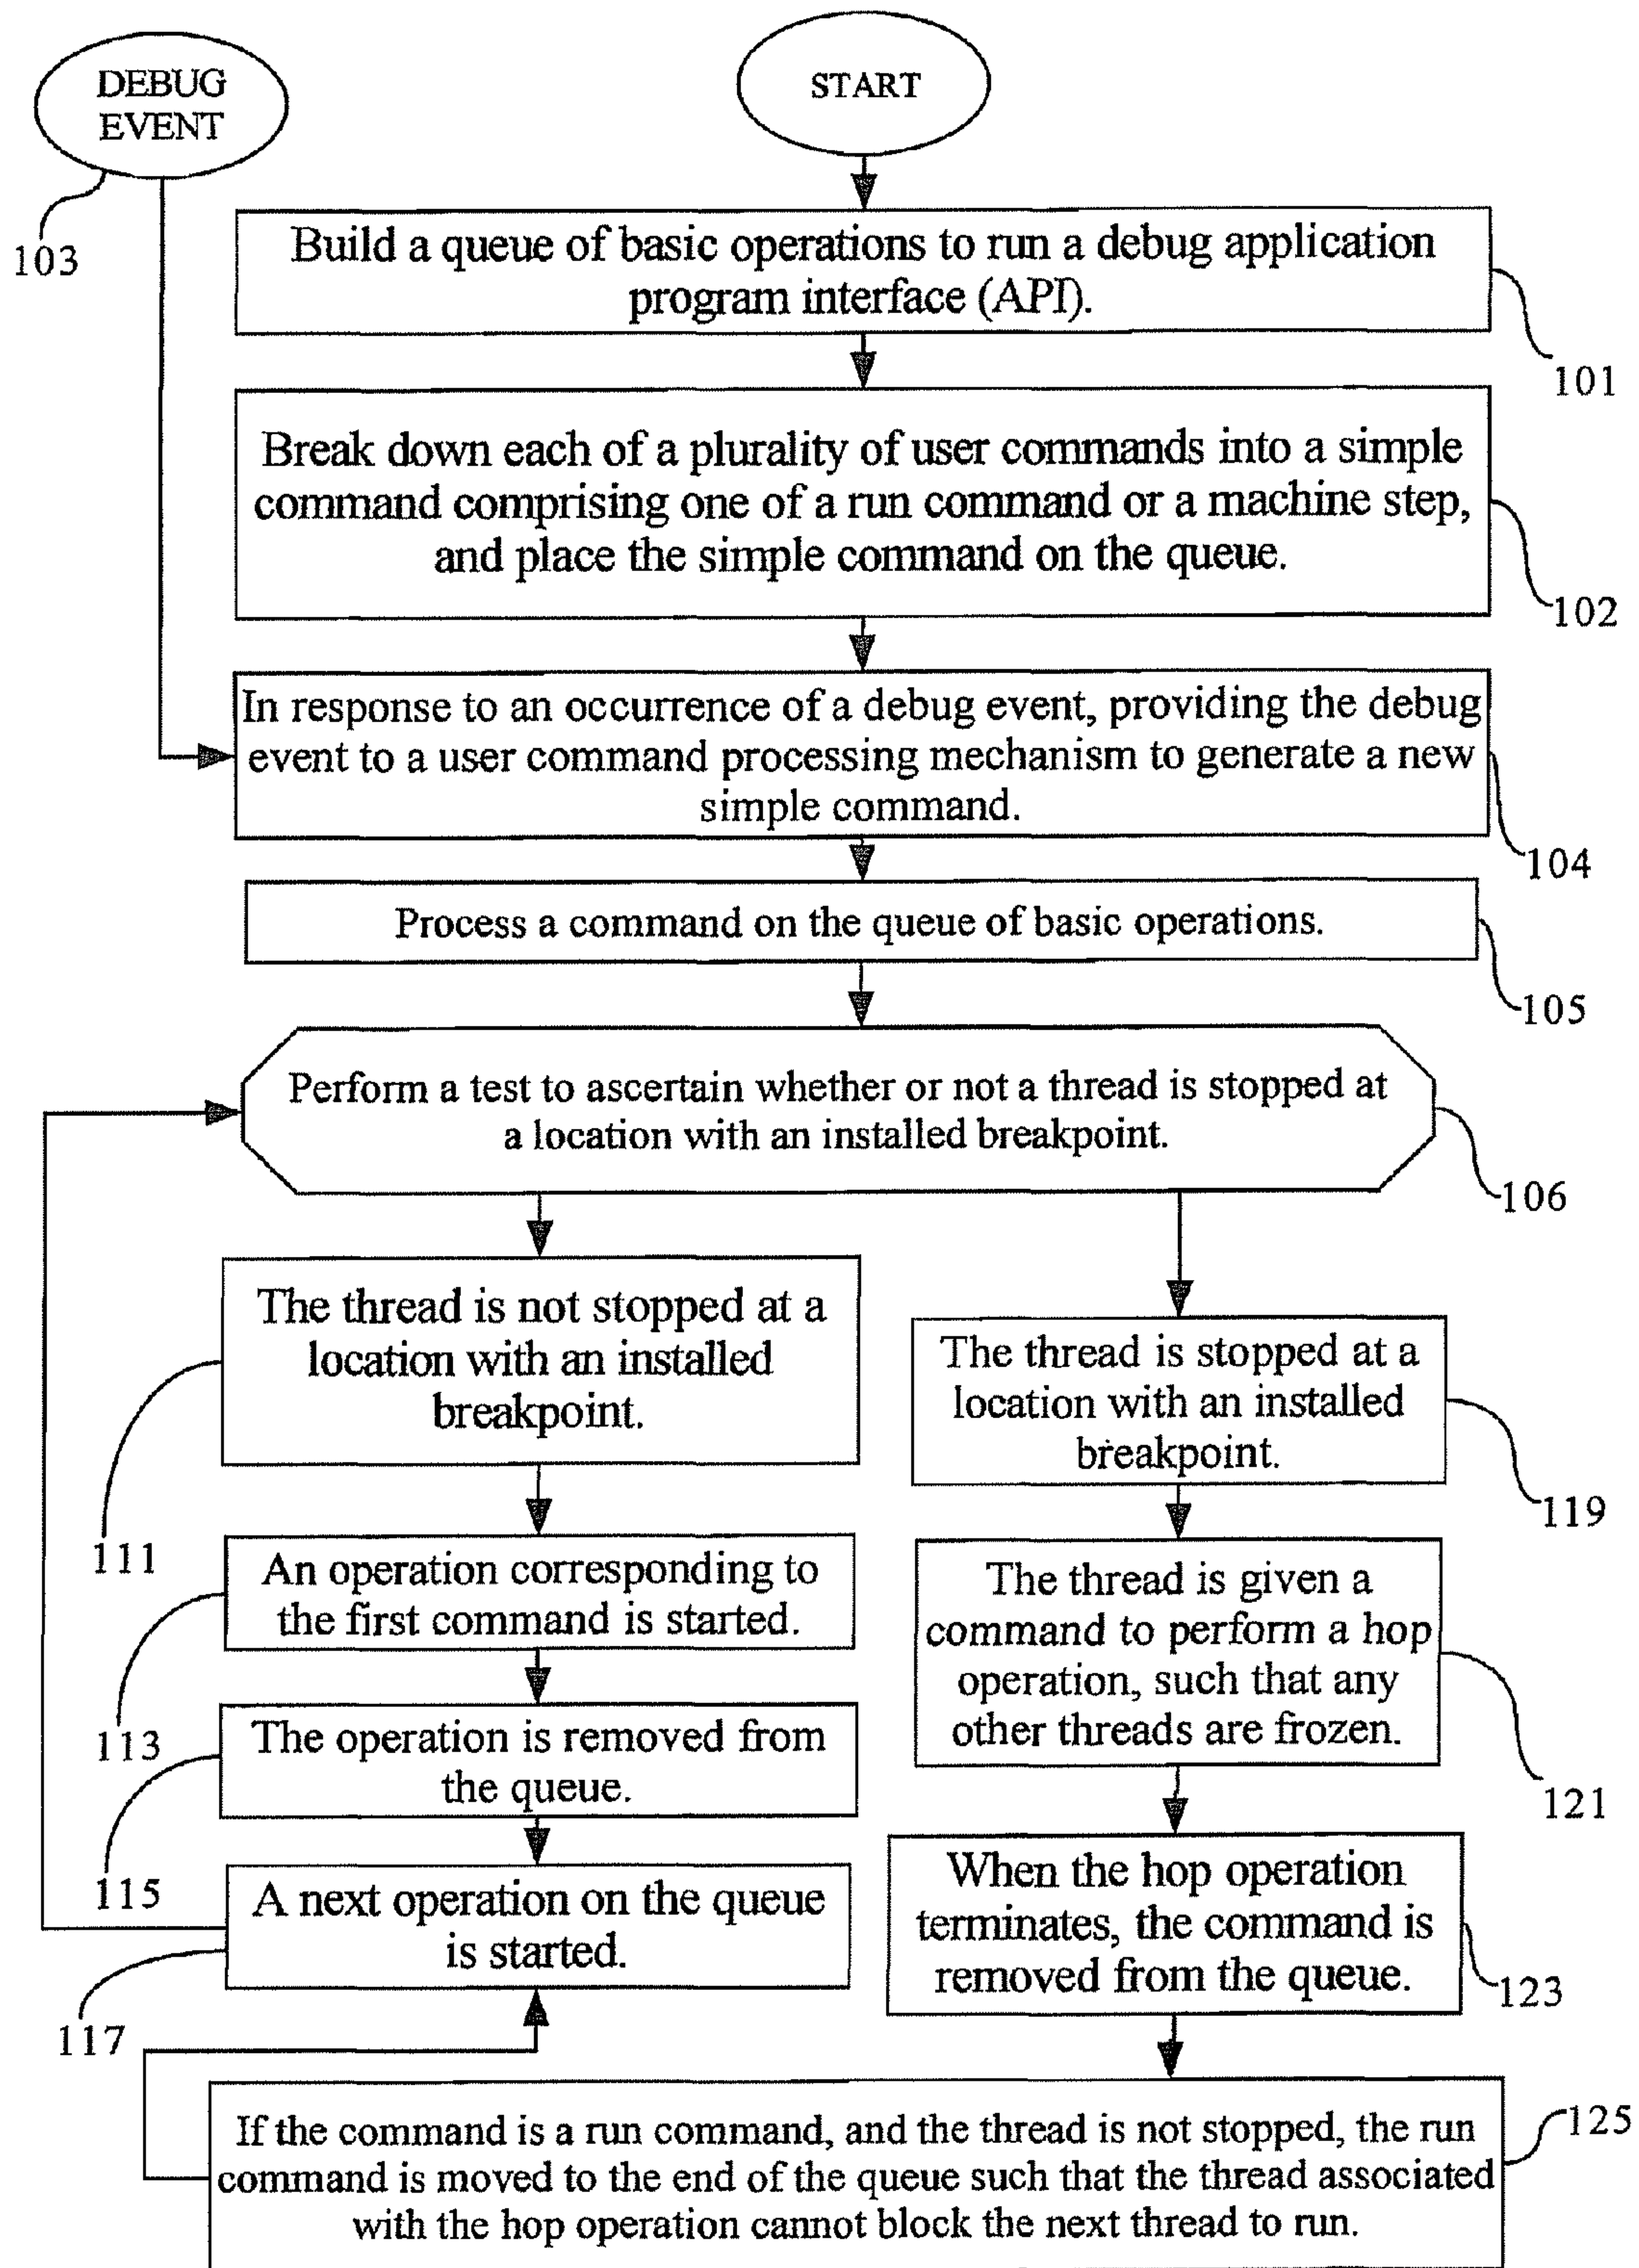 DEBUG
EVENT
103
START
Build a queue of basic operations to run a debug application
program interface (API).
101
Break down each of a plurality of user commands into a simple
command comprising one of a run command or a machine step,
and place the simple command on the queue.
102
In response to an occurrence of a debug event, providing the debug
event to a user command processing mechanism to generate a new
simple command.
104
Process a command on the queue of basic operations.
105
Perform a test to ascertain whether or not a thread is stopped at
a location with an installed breakpoint.
106
The thread is not stopped at a
location with an installed
breakpoint.
111
An operation corresponding to
the first command is started.
113
The operation is removed from
the queue.
115
A next operation on the queue
is started.
117
The thread is stopped at a
location with an installed
breakpoint.
119
The thread is given a
command to perform a hop
operation, such that any
other threads are frozen.
121
When the hop operation
terminates, the command is
removed from the queue.
123
If the command is a run command, and the thread is not stopped, the run
command is moved to the end of the queue such that the thread associated
with the hop operation cannot block the next thread to run.
125